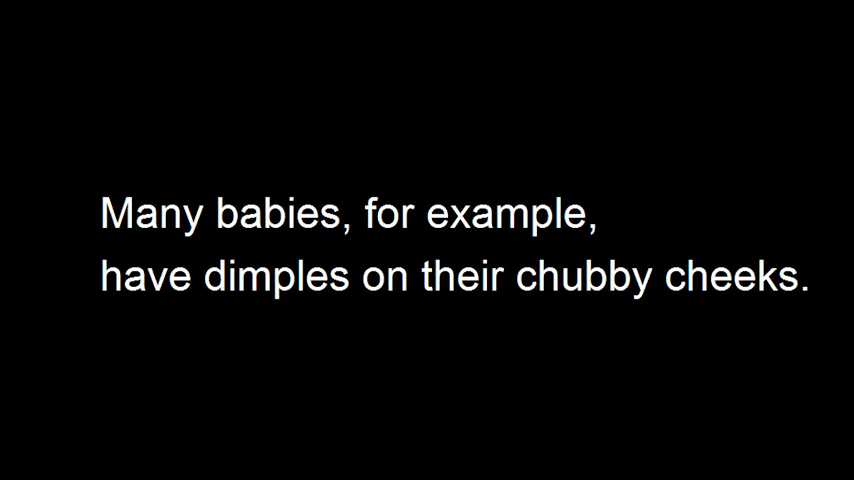 Many babies, for example,
have dimples on their chubby cheeks.